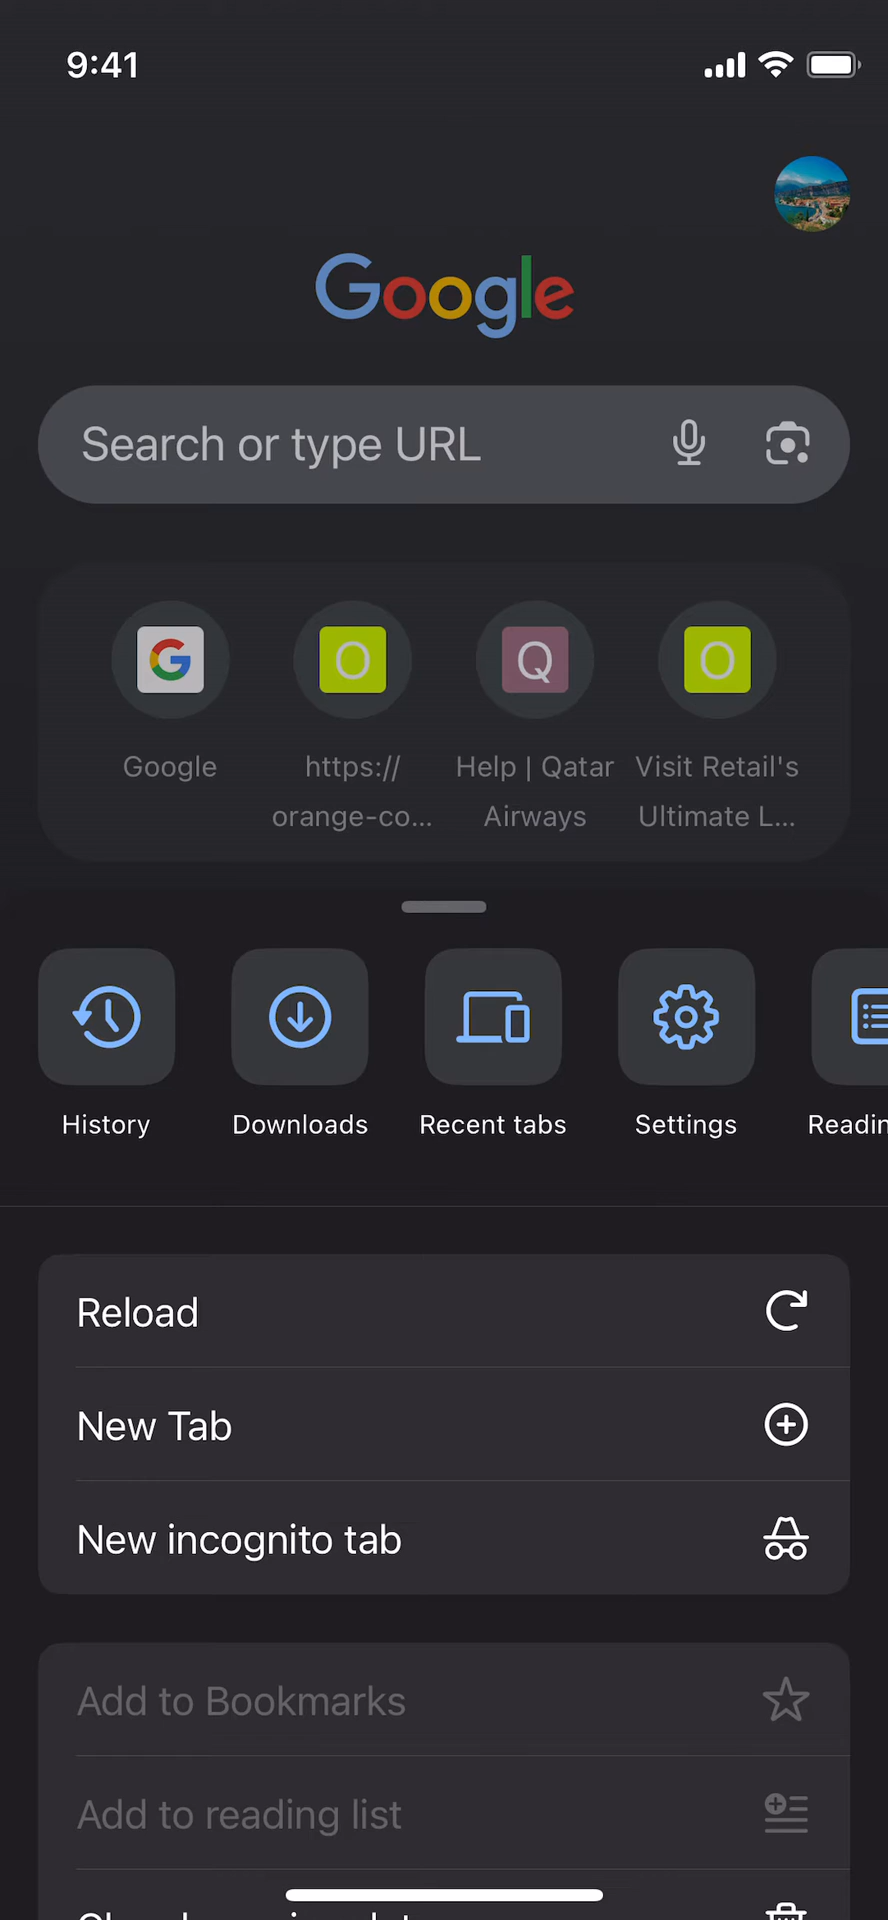 9:41
Google
Search or type URL
G
O
Q
O
Google
https://
orange-co...
Help | Qatar
Airways
Visit Retail's
Ultimate L...
History
Downloads
Recent tabs
Settings
Readin
Reload
New Tab
New incognito tab
Add to Bookmarks
Add to reading list